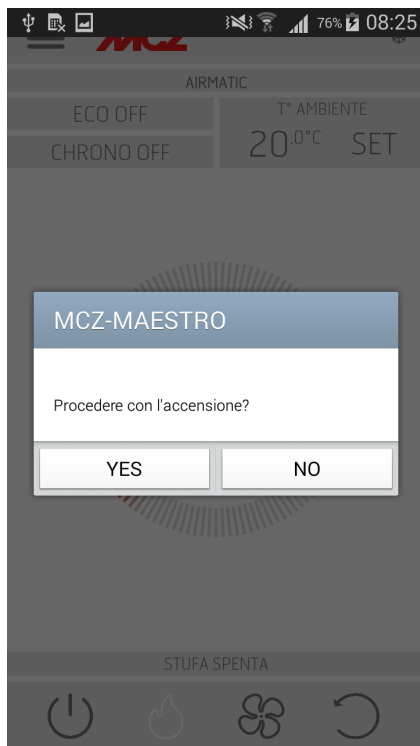 76% 08:25
MCZ
AIRMATIC
ECO OFF
T° AMBIENTE
CHRONO OFF
20.0°C SET
MCZ-MAESTRO
Procedere con l'accensione?
YES NO
STUFA SPENTA